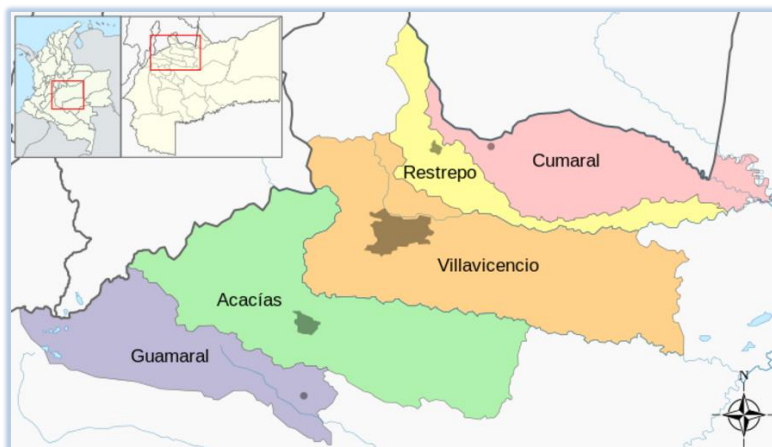 Restrepo
Cumaral
Villavicencio
Acacías
Guamaral
N